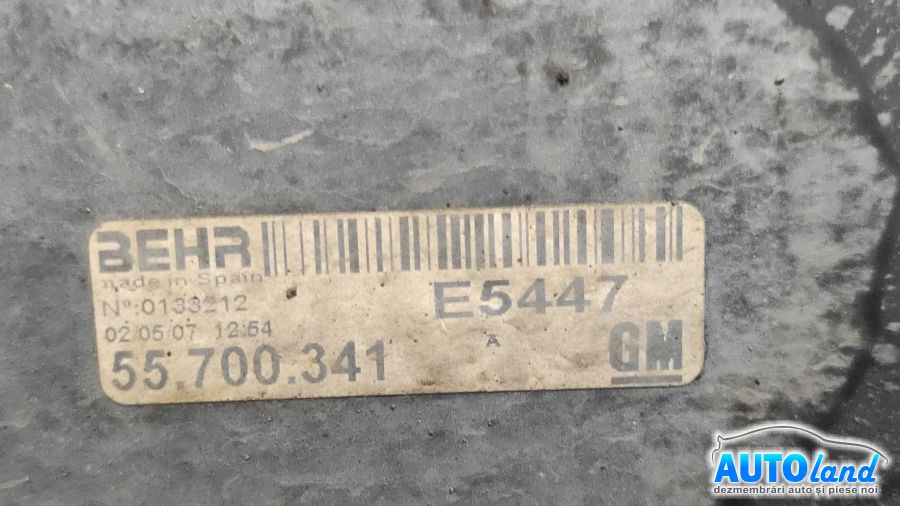 BEHR
made in Spain
Nº:0133212
E5447
02.05.07 12:54
A
55.700.341
GM
AUTOland
dezmembrări auto și piese noi